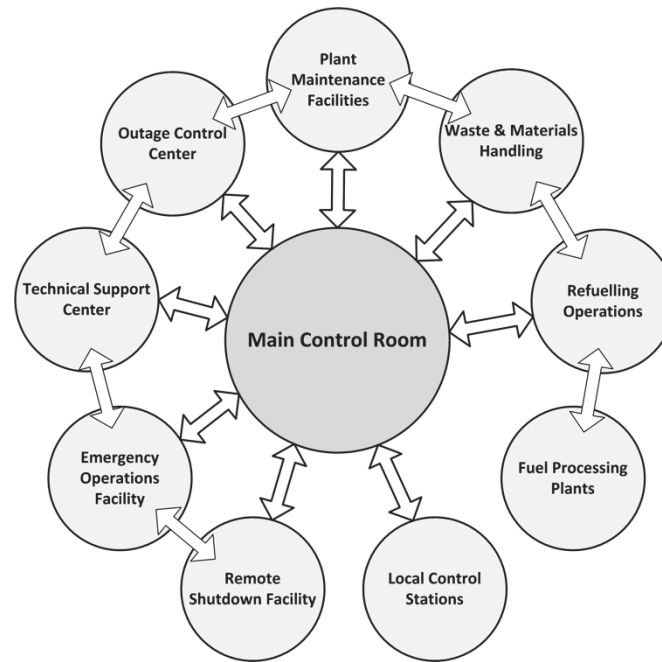 Plant
Maintenance
Facilities
Outage Control
Center
Waste & Materials
Handling
Technical Support
Center
Main Control Room
Refuelling
Operations
Emergency
Operations
Facility
Fuel Processing
Plants
Remote
Shutdown Facility
Local Control
Stations